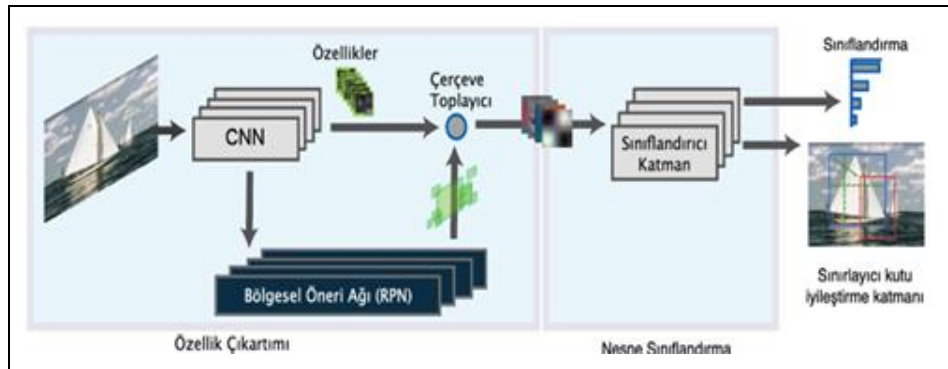 Özellikler
Çerçeve
Toplayıcı
CNN
Bölgesel Öneri Ağı (RPN)
Özellik Çıkartımı
Sınıflandırıcı
Katman
Nesne Sınıflandırma
Sınıflandırma
Sınırlayıcı kutu
iyileştirme katmanı